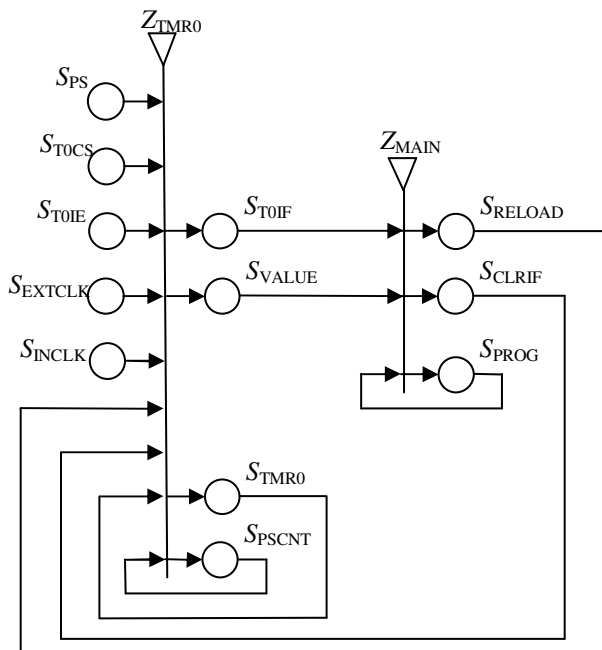 Z_TMR0
S_PS
S_T0CS
Z_MAIN
S_T0IE
S_T0IF
S_RELOAD
S_EXTCLK
S_VALUE
S_CLRIF
S_INCLK
S_PROG
S_TMR0
S_PSCNT